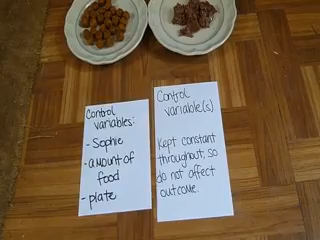 Control
variables:
- Sophie
- amount of
food
- plate
Control
variable(s)
Kept constant
throughout, so
do not affect
outcome.